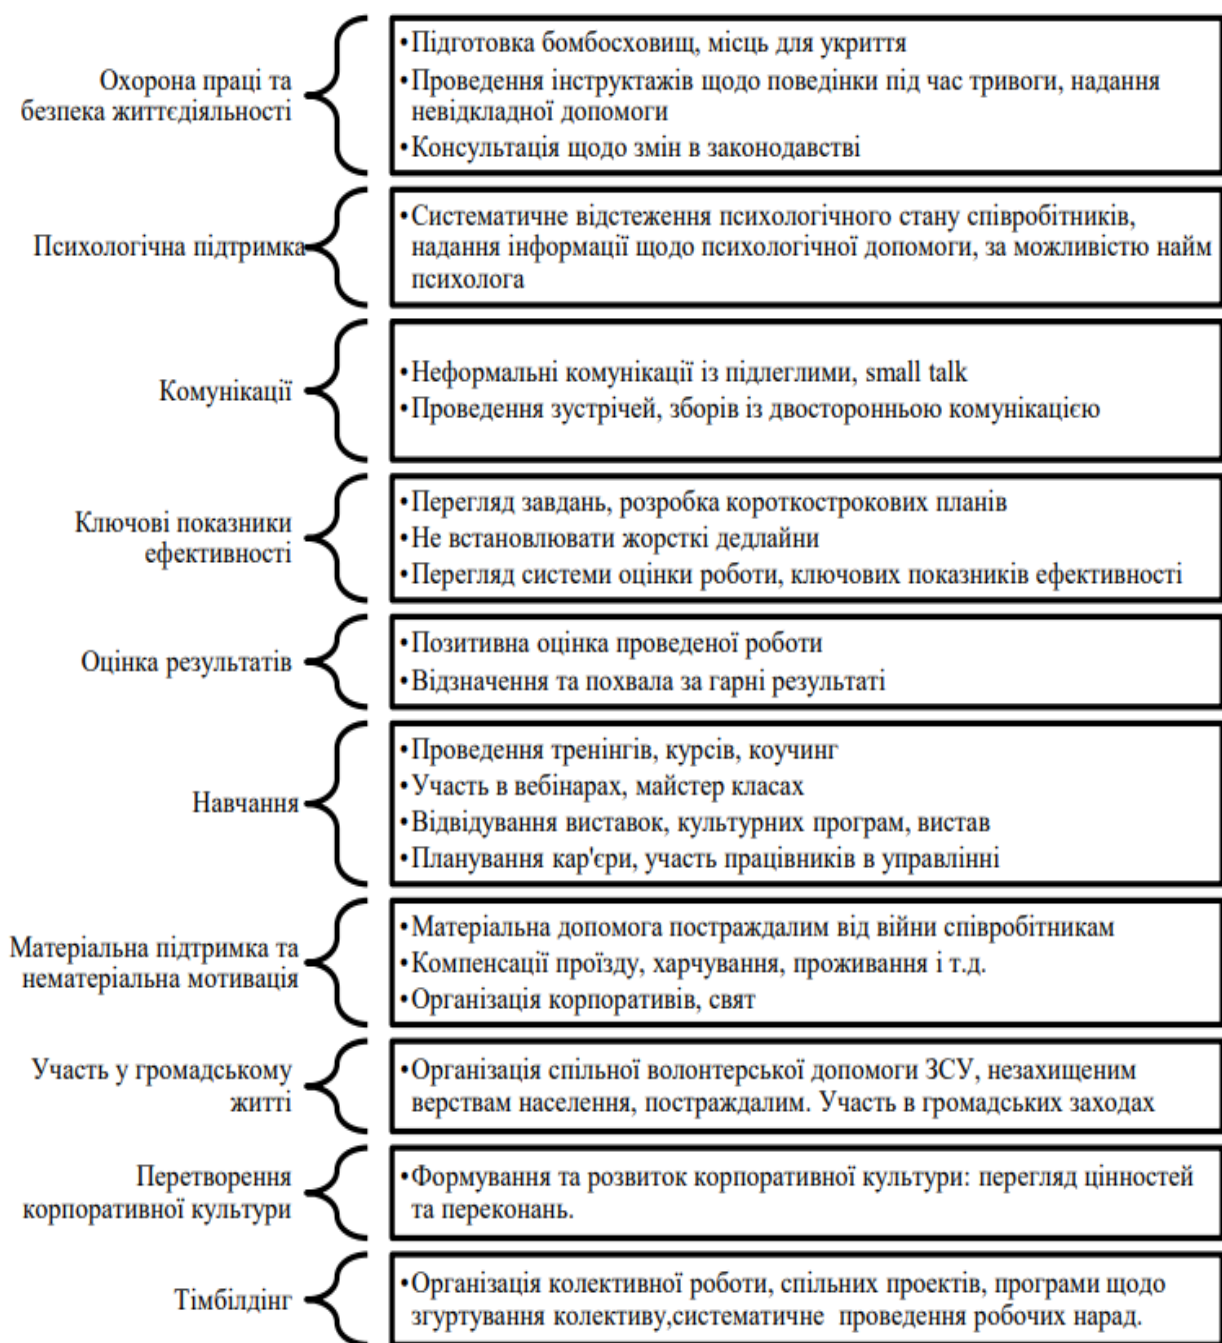 Охорона праці та
безпека життєдіяльності
•Підготовка бомбосховищ, місць для укриття
•Проведення інструктажів щодо поведінки під час тривоги, надання
невідкладної допомоги
•Консультація щодо змін в законодавстві
Психологічна підтримка
•Систематичне відстеження психологічного стану співробітників,
надання інформації щодо психологічної допомоги, за можливістю найм
психолога
Комунікації
•Неформальні комунікації із підлеглими, small talk
•Проведення зустрічей, зборів із двосторонньою комунікацією
Ключові показники
ефективності
•Перегляд завдань, розробка короткострокових планів
•Не встановлювати жорсткі дедлайни
•Перегляд системи оцінки роботи, ключових показників ефективності
Оцінка результатів
•Позитивна оцінка проведеної роботи
•Відзначення та похвала за гарні результаті
Навчання
•Проведення тренінгів, курсів, коучинг
•Участь в вебінарах, майстер класах
•Відвідування виставок, культурних програм, вистав
•Планування кар'єри, участь працівників в управлінні
Матеріальна підтримка та
нематеріальна мотивація
•Матеріальна допомога постраждалим від війни співробітникам
•Компенсації проїзду, харчування, проживання і т.д.
•Організація корпоративів, свят
Участь у громадському
житті
•Організація спільної волонтерської допомоги ЗСУ, незахищеним
верствам населення, постраждалим. Участь в громадських заходах
Перетворення
корпоративної культури
•Формування та розвиток корпоративної культури: перегляд цінностей
та переконань.
Тімбілдінг
•Організація колективної роботи, спільних проектів, програми щодо
згуртування колективу,систематичне проведення робочих нарад.